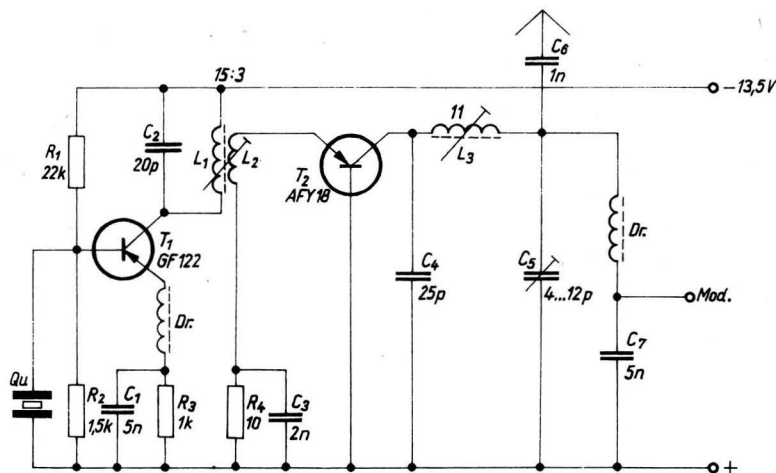 C6
1n
15:3
−13,5V
R1
22k
C2
20p
L1
L2
T2
AFY18
11
L3
T1
GF122
Dr.
C4
25p
C5
4...12p
Dr.
Mod.
C7
5n
Qu
R2
1,5k
C1
5n
R3
1k
R4
10
C3
2n
+